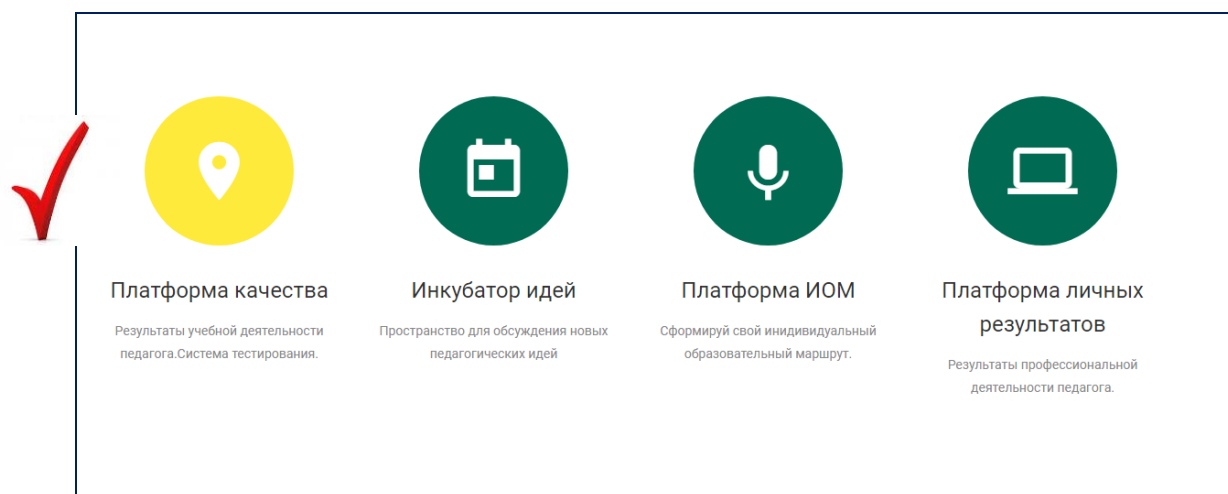 Платформа качества
Результаты учебной деятельности
педагога.Система тестирования.
Инкубатор идей
Пространство для обсуждения новых
педагогических идей
Платформа ИОМ
Сформируй свой инидивидуальный
образовательный маршрут.
Платформа личных
результатов
Результаты профессиональной
деятельности педагога.